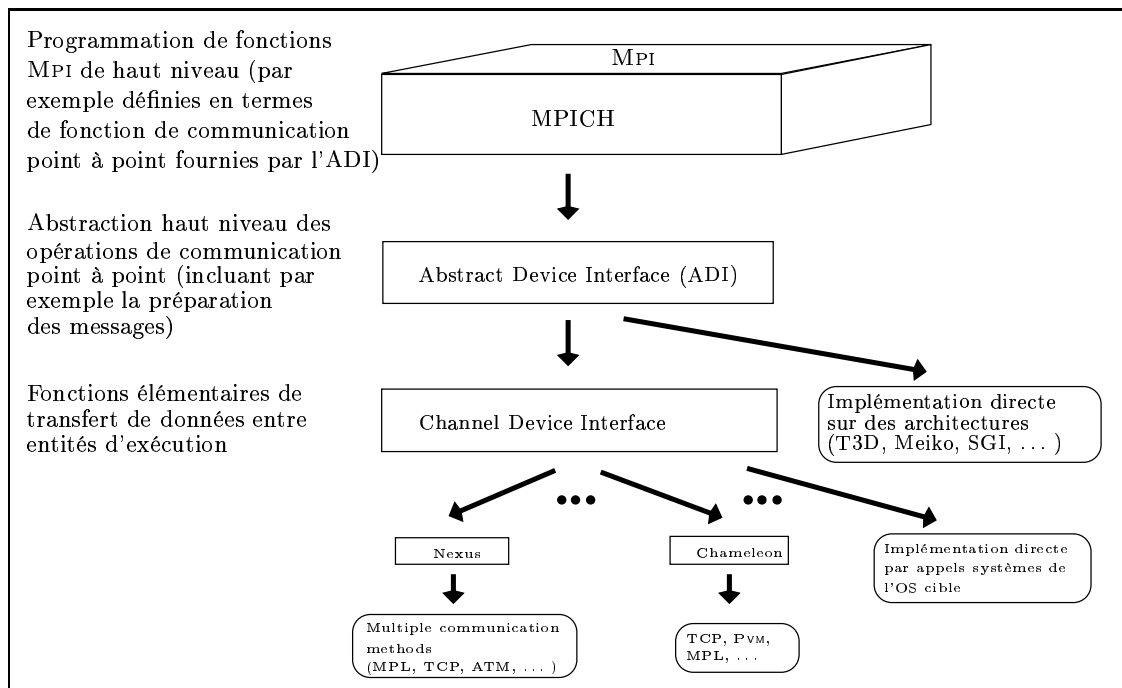 Programmation de fonctions
MPI de haut niveau (par
exemple définies en termes
de fonction de communication
point à point fournies par l'ADI)
MPI
MPICH
Abstraction haut niveau des
opérations de communication
point à point (incluant par
exemple la préparation
des messages)
Abstract Device Interface (ADI)
Fonctions élémentaires de
transfert de données entre
entités d'exécution
Channel Device Interface
Implémentation directe
sur des architectures
(T3D, Meiko, SGI, ... )
Nexus
Chameleon
Implémentation directe
par appels systèmes de
l'OS cible
Multiple communication
methods
(MPL, TCP, ATM, ... )
TCP, PVM,
MPL, ...